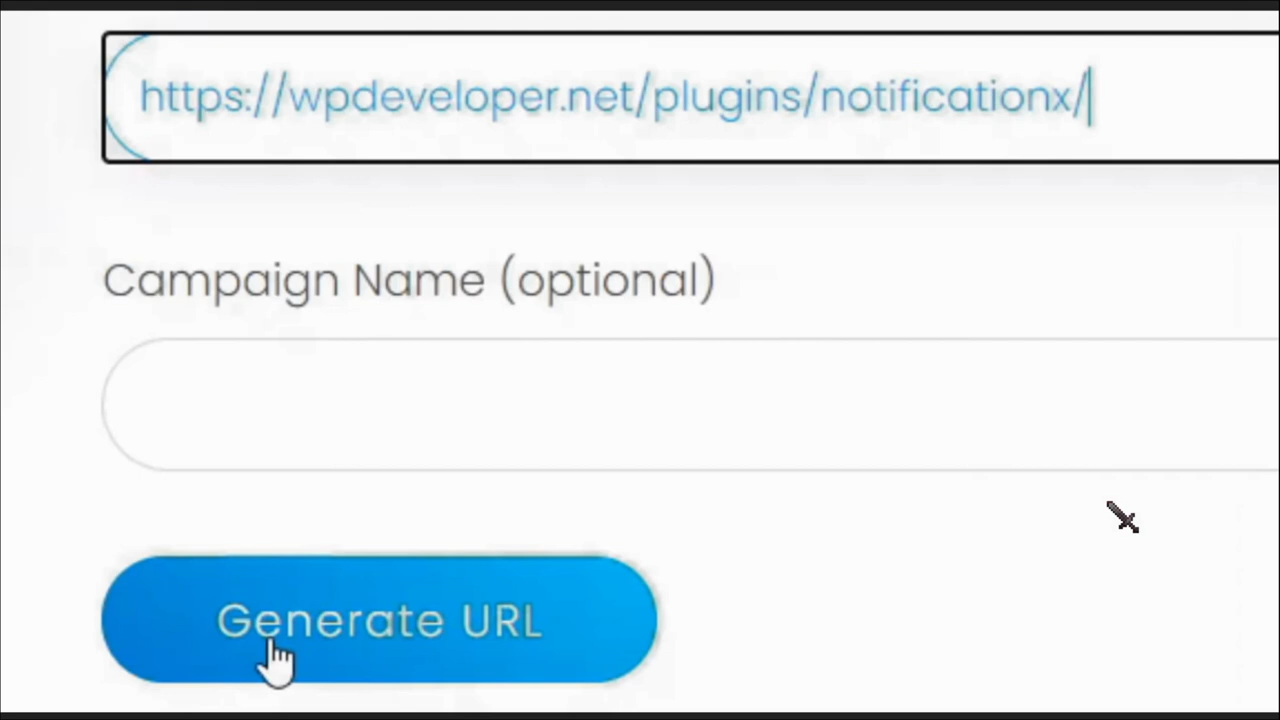 https://wpdeveloper.net/plugins/notificationx/
Campaign Name (optional)
Generate URL